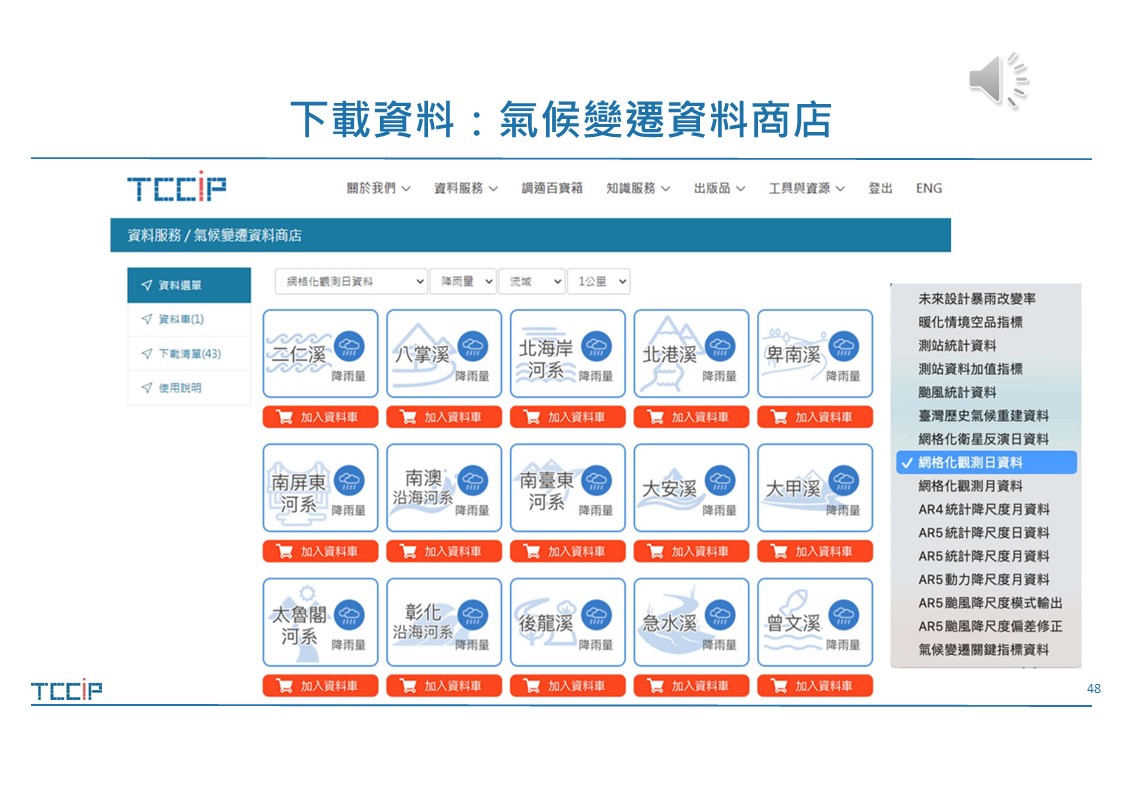 下載資料：氣候變遷資料商店
TCCIP
關於我們 資料服務 調適百寶箱 知識服務 出版品 工具與資源 登出 ENG
資料服務 / 氣候變遷資料商店
資料選單
資料車(1)
下載清單(43)
使用說明
網格化觀測日資料 降雨量 流域 1公里
二仁溪
降雨量
八掌溪
降雨量
北海岸
河系
降雨量
北港溪
降雨量
卑南溪
降雨量
加入資料車 加入資料車 加入資料車 加入資料車 加入資料車
南屏東
河系
降雨量
南澳
沿海河系
降雨量
南臺東
河系
降雨量
大安溪
降雨量
大甲溪
降雨量
加入資料車 加入資料車 加入資料車 加入資料車 加入資料車
太魯閣
河系
降雨量
彰化
沿海河系
降雨量
後龍溪
降雨量
急水溪
降雨量
曾文溪
降雨量
加入資料車 加入資料車 加入資料車 加入資料車 加入資料車
未來設計暴雨改變率
暖化情境空品指標
測站統計資料
測站資料加值指標
颱風統計資料
臺灣歷史氣候重建資料
網格化衛星反演日資料
✓ 網格化觀測日資料
網格化觀測月資料
AR4統計降尺度月資料
AR5統計降尺度日資料
AR5統計降尺度月資料
AR5動力降尺度月資料
AR5颱風降尺度模式輸出
AR5颱風降尺度偏差修正
氣候變遷關鍵指標資料
TCCIP
48